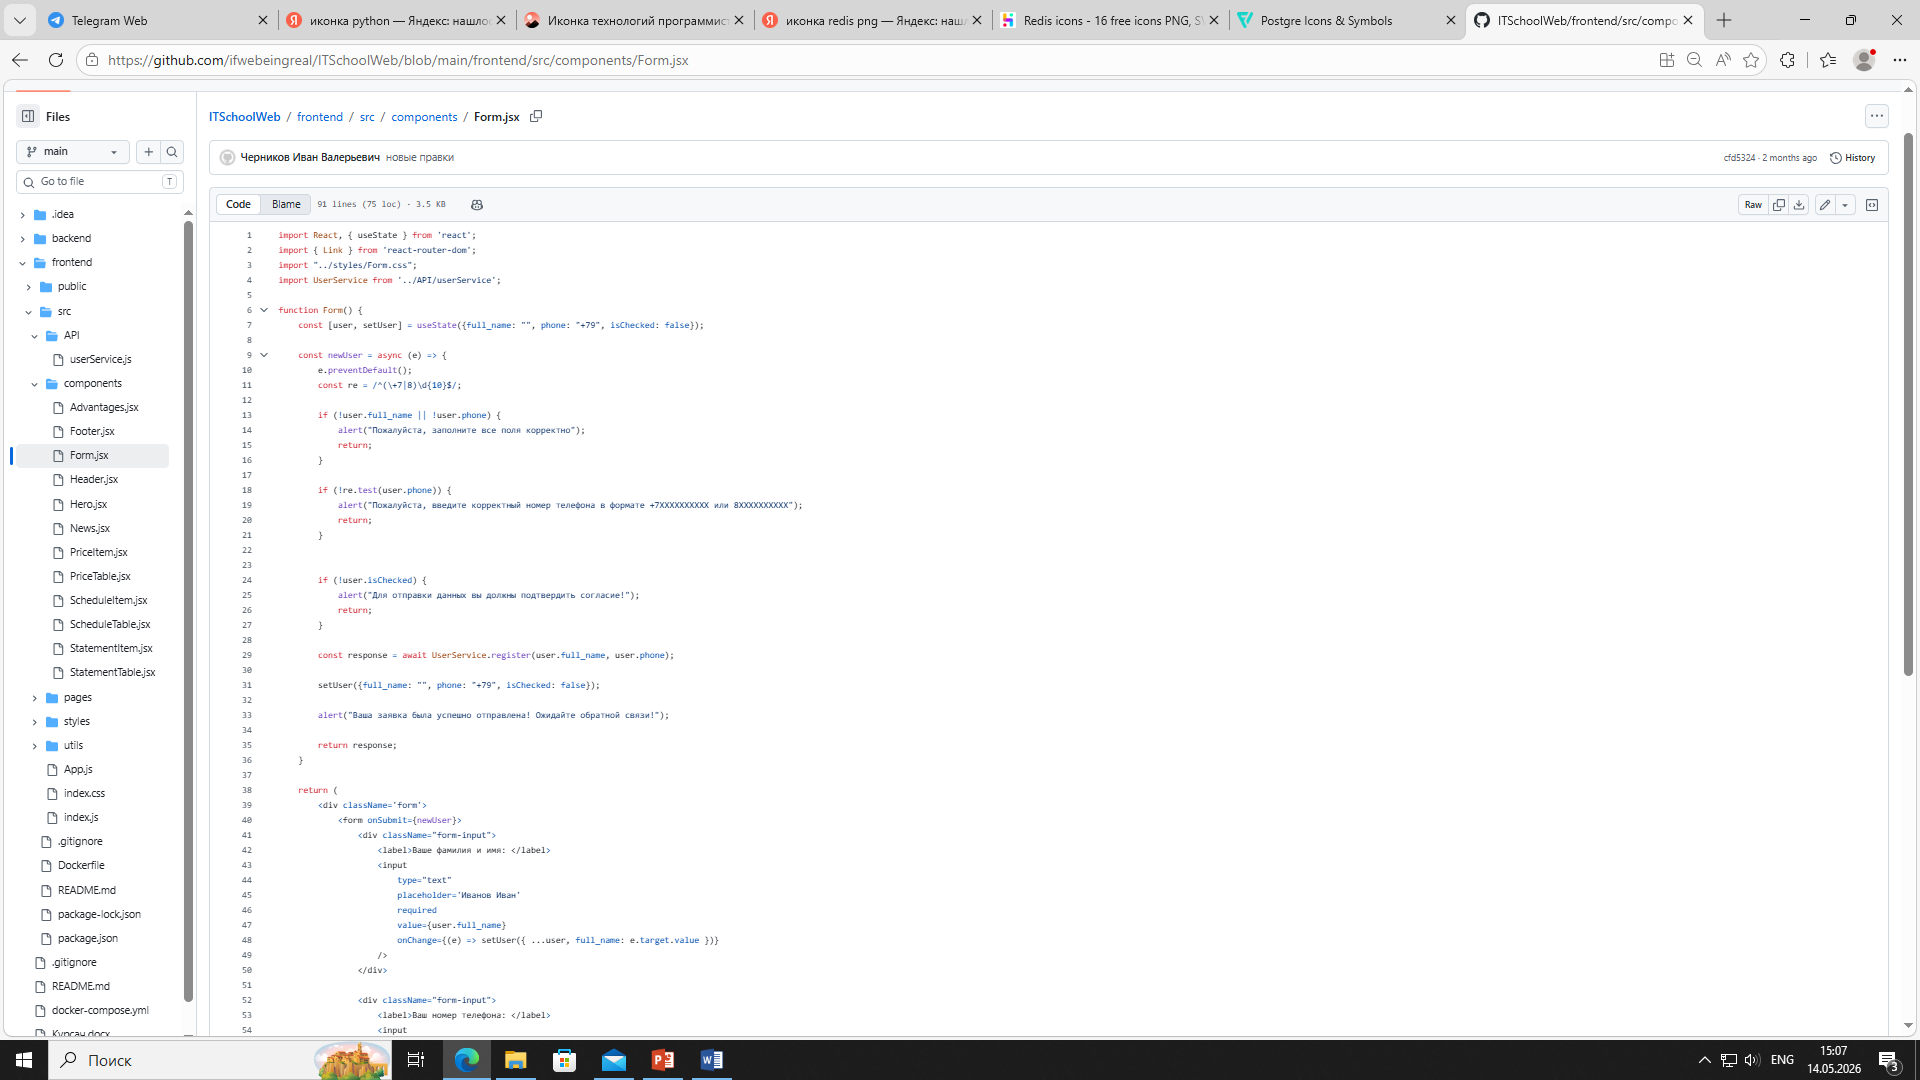 Telegram Web
иконка python — Яндекс: нашлос
Иконка технологий программист
иконка redis png — Яндекс: нашл
Redis icons - 16 free icons PNG, SV
Postgre Icons & Symbols
ITSchoolWeb/frontend/src/compo
https://github.com/ifwebeingreal/ITSchoolWeb/blob/main/frontend/src/components/Form.jsx
Files
main
Go to file
T
.idea
backend
frontend
public
src
API
userService.js
components
Advantages.jsx
Footer.jsx
Form.jsx
Header.jsx
Hero.jsx
News.jsx
PriceItem.jsx
PriceTable.jsx
ScheduleItem.jsx
ScheduleTable.jsx
StatementItem.jsx
StatementTable.jsx
pages
styles
utils
App.js
index.css
index.js
.gitignore
Dockerfile
README.md
package-lock.json
package.json
.gitignore
README.md
docker-compose.yml
Курсач.docx
ITSchoolWeb / frontend / src / components / Form.jsx
Черников Иван Валерьевич новые правки
cfd5324 · 2 months ago
History
Code Blame 91 lines (75 loc) · 3.5 KB
Raw
1 import React, { useState } from 'react';
2 import { Link } from 'react-router-dom';
3 import "../styles/Form.css";
4 import UserService from '../API/userService';
5
6 function Form() {
7 const [user, setUser] = useState({full_name: "", phone: "+79", isChecked: false});
8
9 const newUser = async (e) => {
10 e.preventDefault();
11 const re = /^(\+7|8)\d{10}$/;
12
13 if (!user.full_name || !user.phone) {
14 alert("Пожалуйста, заполните все поля корректно");
15 return;
16 }
17
18 if (!re.test(user.phone)) {
19 alert("Пожалуйста, введите корректный номер телефона в формате +7XXXXXXXXXX или 8XXXXXXXXXX");
20 return;
21 }
22
23
24 if (!user.isChecked) {
25 alert("Для отправки данных вы должны подтвердить согласие!");
26 return;
27 }
28
29 const response = await UserService.register(user.full_name, user.phone);
30
31 setUser({full_name: "", phone: "+79", isChecked: false});
32
33 alert("Ваша заявка была успешно отправлена! Ожидайте обратной связи!");
34
35 return response;
36 }
37
38 return (
39 <div className='form'>
40 <form onSubmit={newUser}>
41 <div className="form-input">
42 <label>Ваше фамилия и имя: </label>
43 <input
44 type="text"
45 placeholder='Иванов Иван'
46 required
47 value={user.full_name}
48 onChange={(e) => setUser({ ...user, full_name: e.target.value })}
49 />
50 </div>
51
52 <div className="form-input">
53 <label>Ваш номер телефона: </label>
54 <input
Поиск
ENG
15:07
14.05.2026
3